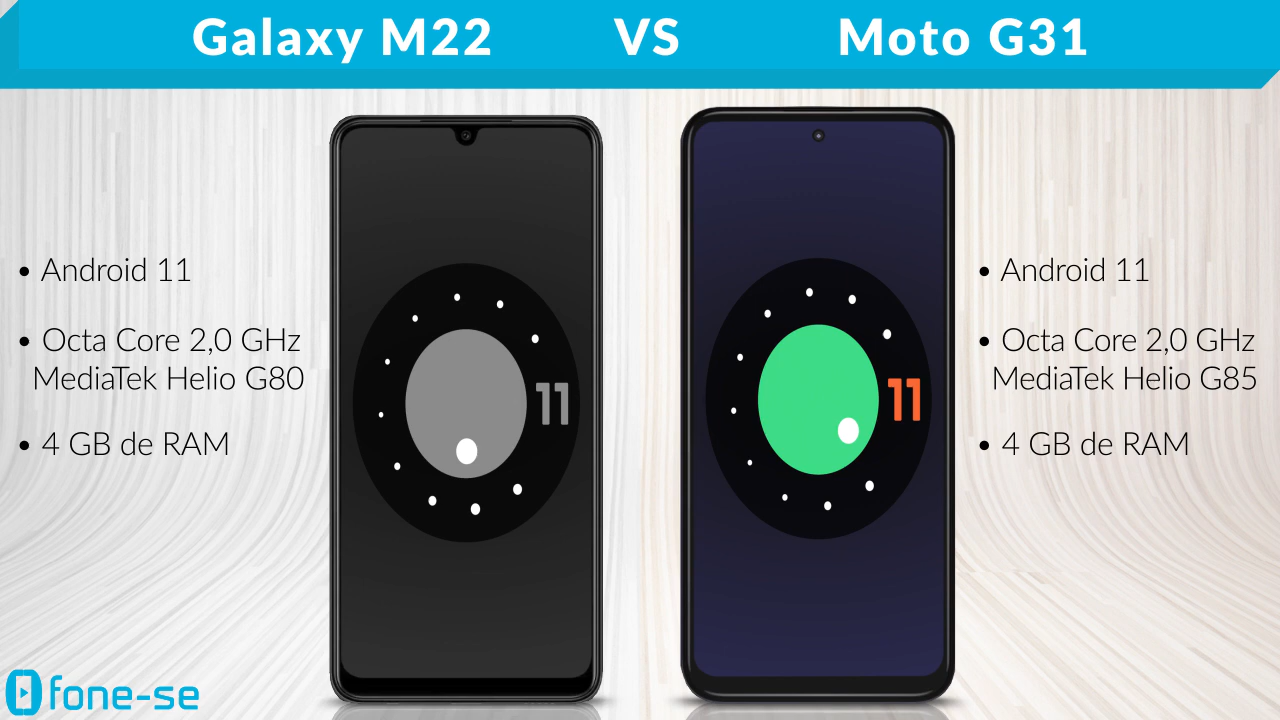 Galaxy M22 VS Moto G31
• Android 11
• Octa Core 2,0 GHz
MediaTek Helio G80
• 4 GB de RAM
11
11
• Android 11
• Octa Core 2,0 GHz
MediaTek Helio G85
• 4 GB de RAM
fone-se